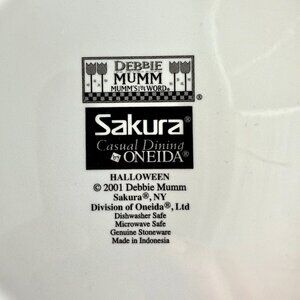 DEBBIE
MUMM
MUMM'S THE WORD®
Sakura®
Casual Dining
by ONEIDA®
HALLOWEEN
© 2001 Debbie Mumm
Sakura®, NY
Division of Oneida®, Ltd
Dishwasher Safe
Microwave Safe
Genuine Stoneware
Made in Indonesia